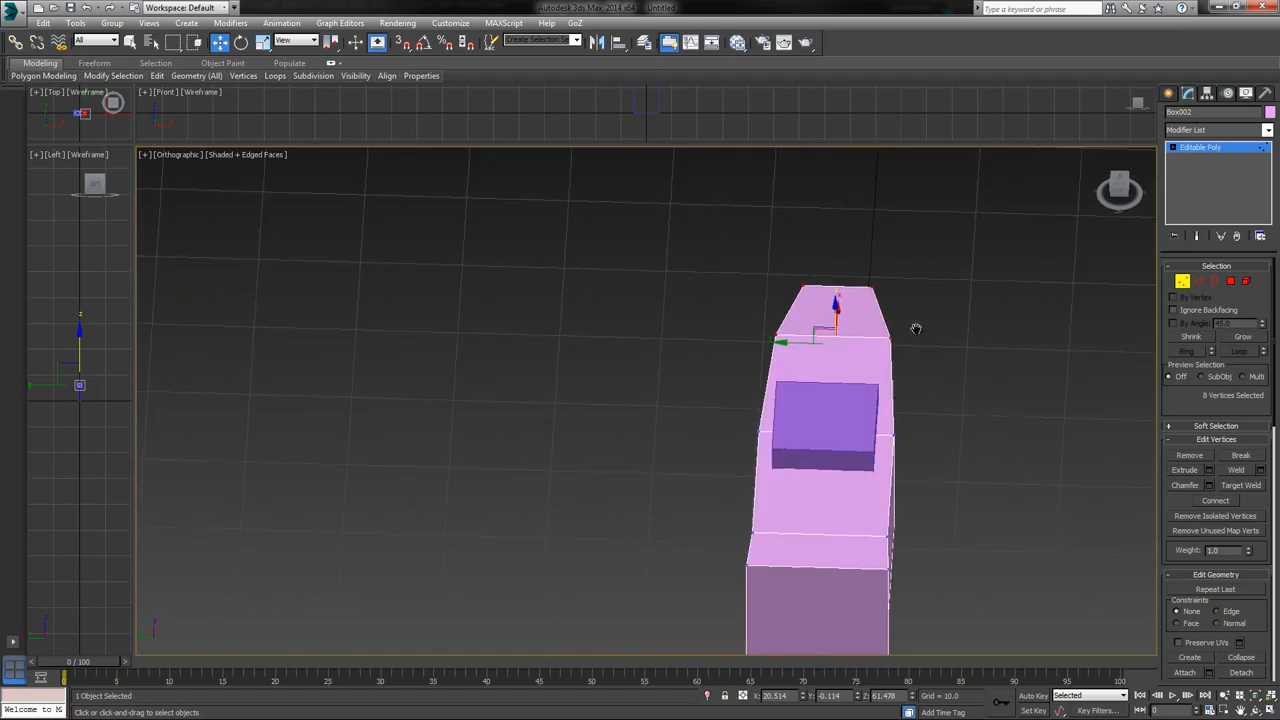 Workspace: Default
Autodesk 3ds Max 2014 x64 Untitled
Type a keyword or phrase
Edit Tools Group Views Create Modifiers Animation Graph Editors Rendering Customize MAXScript Help GoZ
All View Create Selection Se
Modeling Freeform Selection Object Paint Populate
Polygon Modeling Modify Selection Edit Geometry (All) Vertices Loops Subdivision Visibility Align Properties
[+] [Top] [Wireframe] [+] [Front] [Wireframe]
[+] [Left] [Wireframe] [+] [Orthographic] [Shaded + Edged Faces]
Box002
Modifier List
Editable Poly
Selection
By Vertex
Ignore Backfacing
By Angle: 45.0
Shrink Grow
Ring Loop
Preview Selection
Off SubObj Multi
8 Vertices Selected
Soft Selection
Edit Vertices
Remove Break
Extrude Weld
Chamfer Target Weld
Connect
Remove Isolated Vertices
Remove Unused Map Verts
Weight: 1.0
Edit Geometry
Repeat Last
Constraints
None Edge
Face Normal
Preserve UVs
Create Collapse
Attach Detach
z
0 / 100
0 5 10 15 20 25 30 35 40 45 50 55 60 65 70 75 80 85 90 95 100
1 Object Selected X: 20.514 Y: -0.114 Z: 61.478 Grid = 10.0 Auto Key Selected
Welcome to M Click or click-and-drag to select objects Add Time Tag Set Key Key Filters... 0